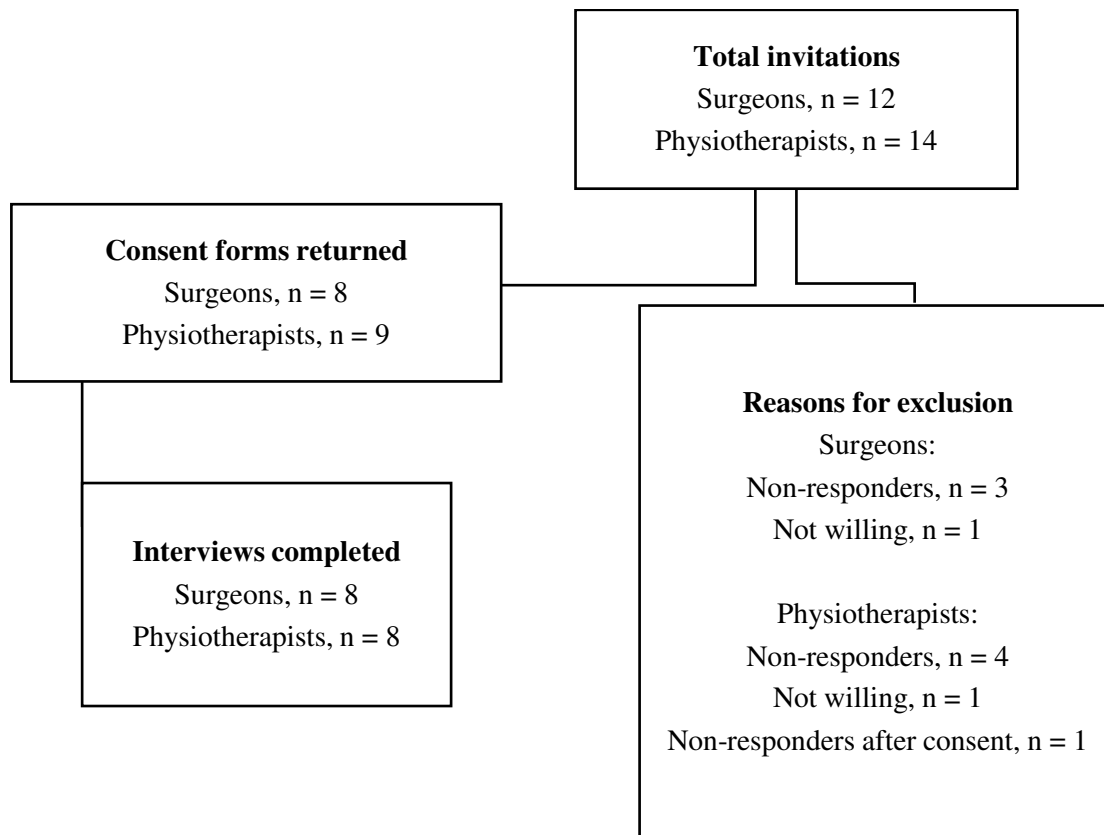 Total invitations
Surgeons, n = 12
Physiotherapists, n = 14
Consent forms returned
Surgeons, n = 8
Physiotherapists, n = 9
Interviews completed
Surgeons, n = 8
Physiotherapists, n = 8
Reasons for exclusion
Surgeons:
Non-responders, n = 3
Not willing, n = 1
Physiotherapists:
Non-responders, n = 4
Not willing, n = 1
Non-responders after consent, n = 1